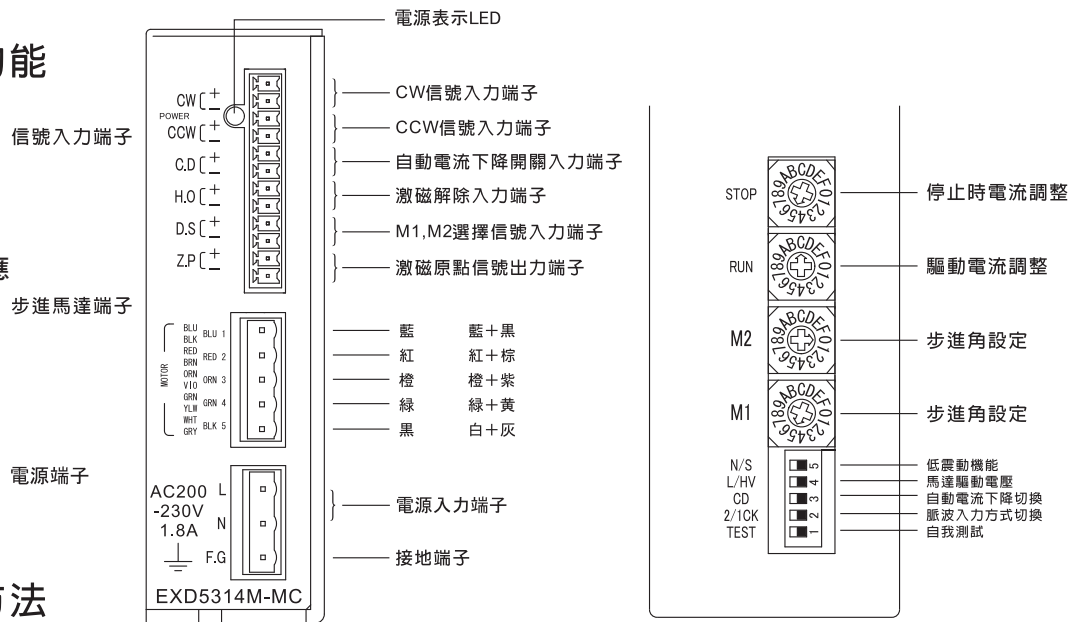 電源表示LED
功能
CW + −
CW信號入力端子
POWER
信號入力端子
CCW + −
CCW信號入力端子
C.D + −
自動電流下降開關入力端子
H.O + −
激磁解除入力端子
D.S + −
M1,M2選擇信號入力端子
Z.P + −
激磁原點信號出力端子
應
步進馬達端子
MOTOR
BLU BLK BLU 1 藍 藍＋黒
RED BRN RED 2 紅 紅＋棕
ORN VIO ORN 3 橙 橙＋紫
GRN YLW GRN 4 緑 緑＋黄
WHT GRY BLK 5 黒 白＋灰
電源端子
AC200 -230V 1.8A
L
N
電源入力端子
F.G
接地端子
EXD5314M-MC
方法
STOP 0123456789ABCDEF 停止時電流調整
RUN 0123456789ABCDEF 驅動電流調整
M2 0123456789ABCDEF 步進角設定
M1 0123456789ABCDEF 步進角設定
N/S 5 低震動機能
L/HV 4 馬達驅動電壓
CD 3 自動電流下降切換
2/1CK 2 脈波入力方式切換
TEST 1 自我測試